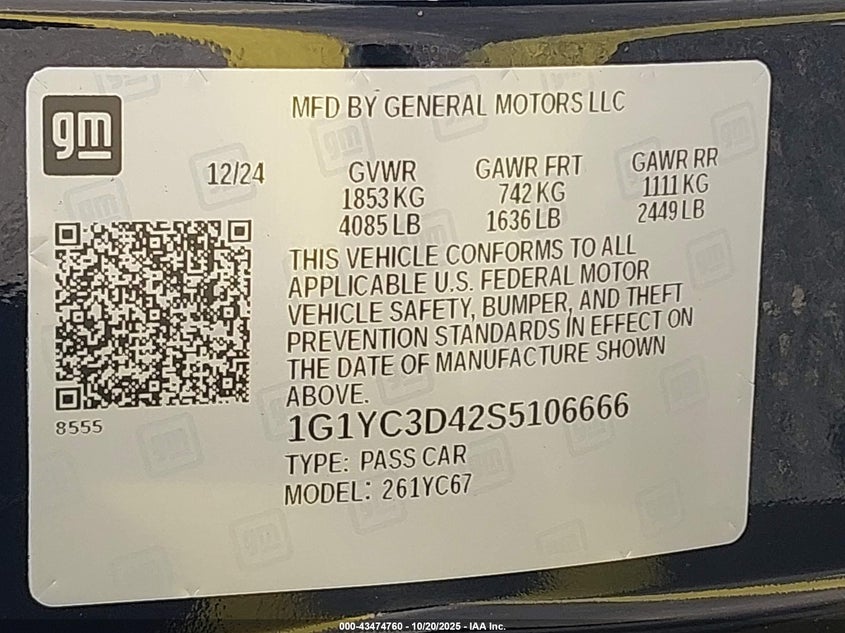 gm
MFD BY GENERAL MOTORS LLC
12/24
GVWR
1853 KG
4085 LB
GAWR FRT
742 KG
1636 LB
GAWR RR
1111 KG
2449 LB
THIS VEHICLE CONFORMS TO ALL
APPLICABLE U.S. FEDERAL MOTOR
VEHICLE SAFETY, BUMPER, AND THEFT
PREVENTION STANDARDS IN EFFECT ON
THE DATE OF MANUFACTURE SHOWN
ABOVE.
8555
1G1YC3D42S5106666
TYPE: PASS CAR
MODEL: 261YC67
000-43474760 - 10/20/2025 - IAA Inc.